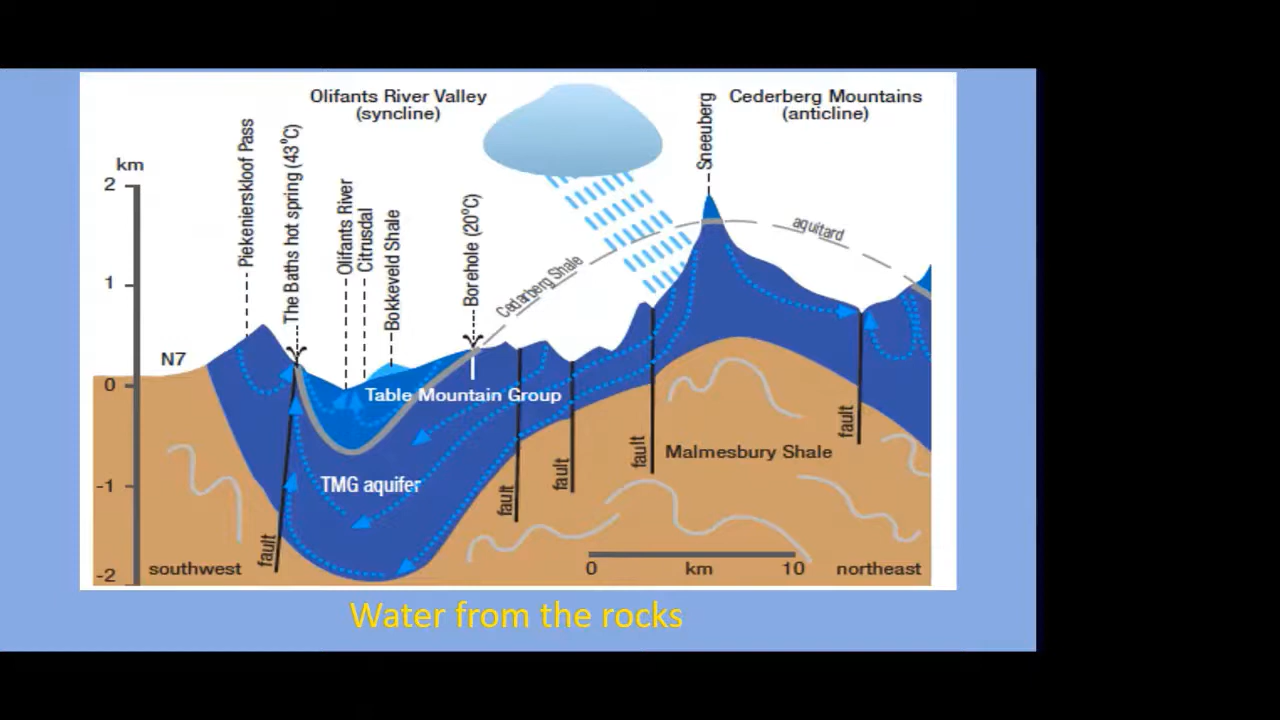 Olifants River Valley
(syncline)
Cederberg Mountains
(anticline)
km
2
1
0
-1
-2
Piekenierskloof Pass
The Baths hot spring (43°C)
Olifants River
Citrusdal
Bokkeveld Shale
Borehole (20°C)
Sneeuberg
Cedarberg Shale
aquitard
N7
Table Mountain Group
TMG aquifer
Malmesbury Shale
fault
fault
fault
fault
fault
southwest
0
km
10
northeast
Water from the rocks